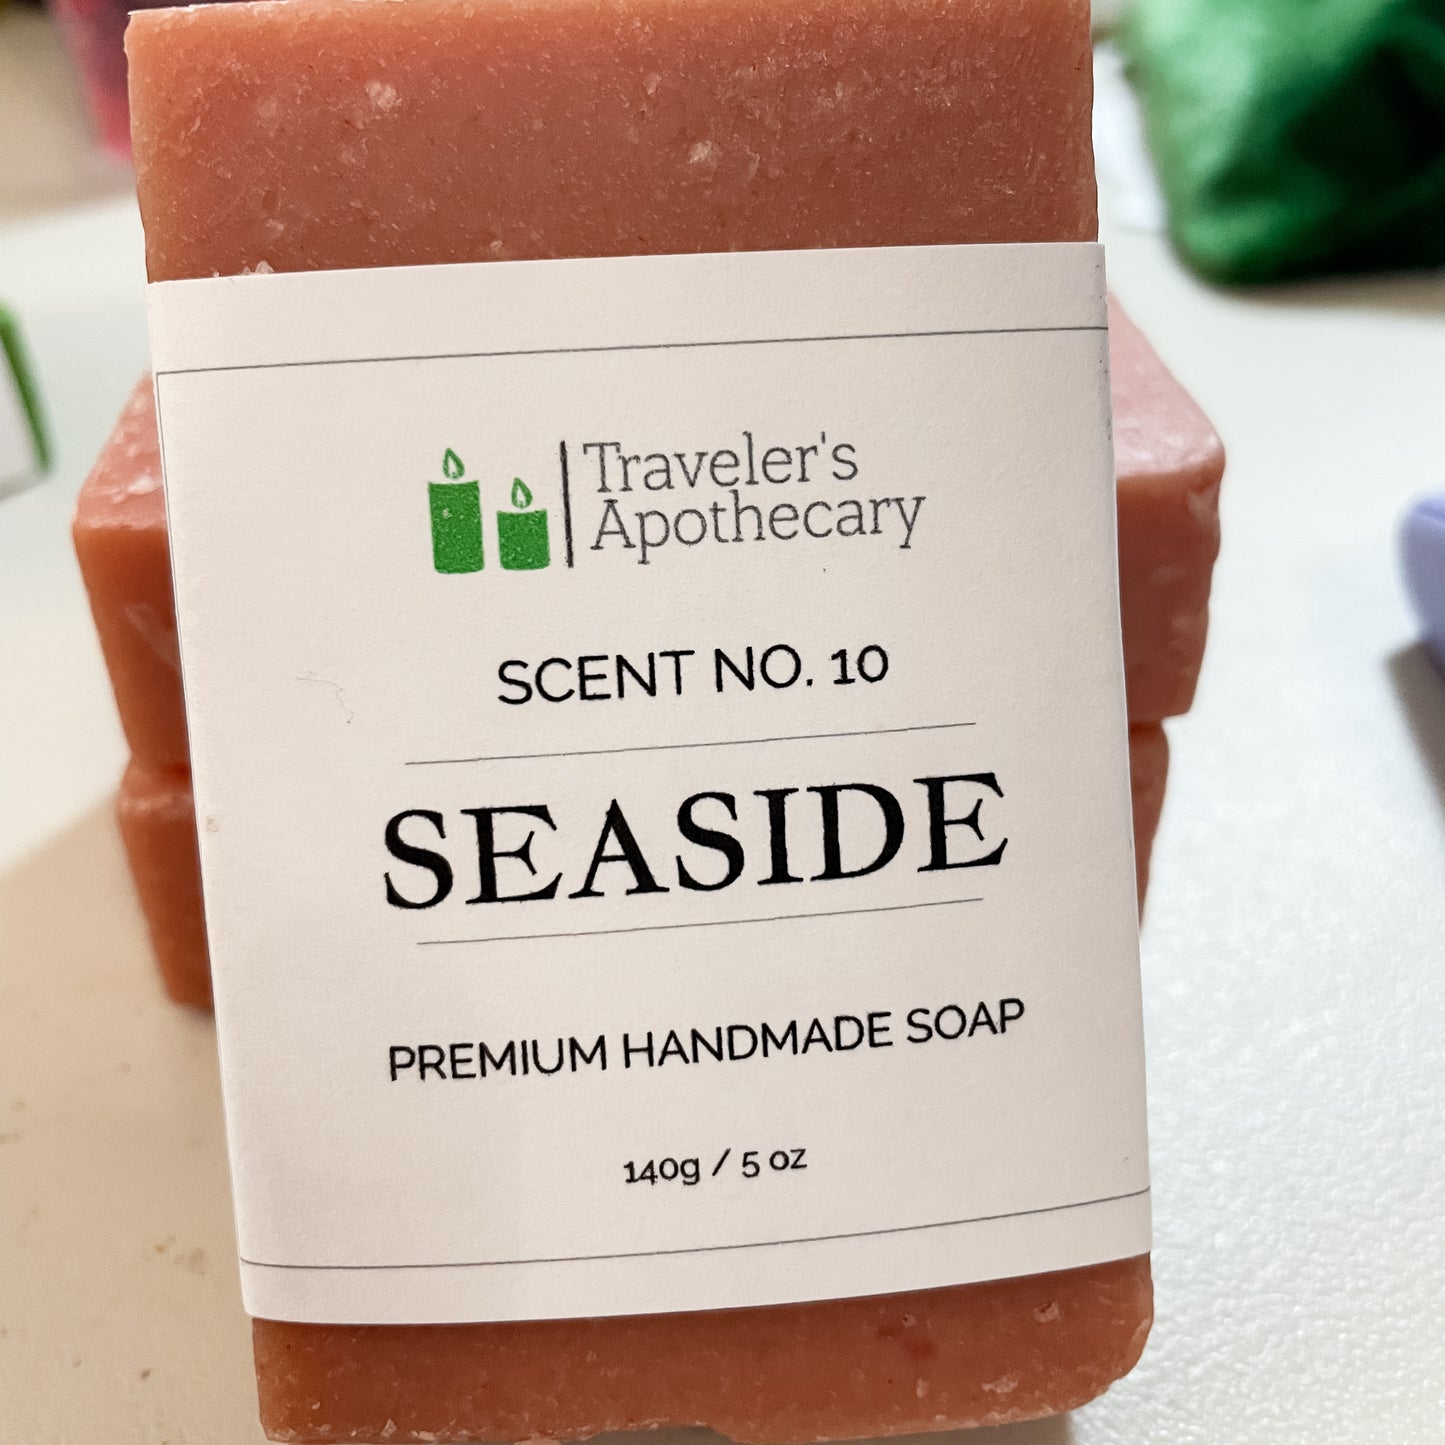 Traveler's
Apothecary
SCENT NO. 10
SEASIDE
PREMIUM HANDMADE SOAP
140g / 5 oz